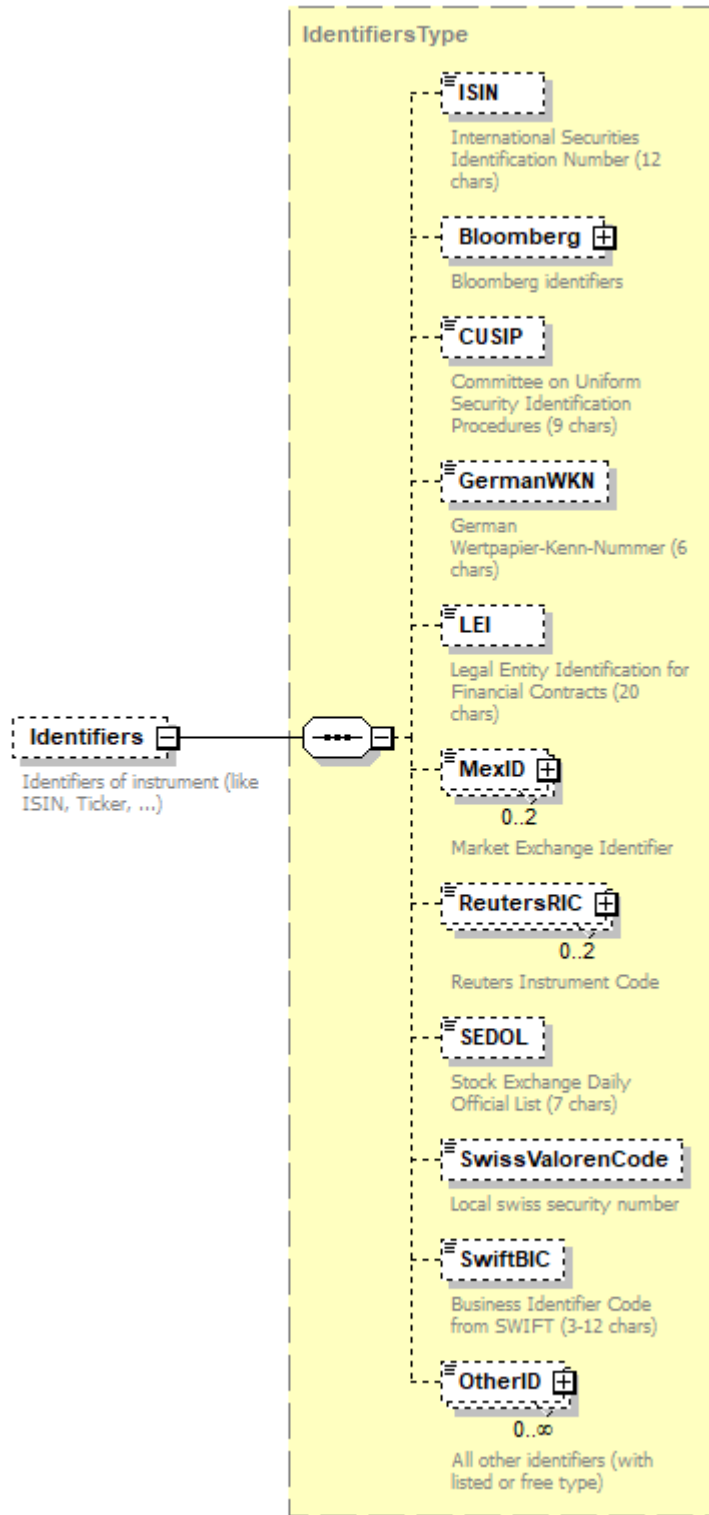 IdentifiersType
ISIN
International Securities
Identification Number (12
chars)
Bloomberg
Bloomberg identifiers
CUSIP
Committee on Uniform
Security Identification
Procedures (9 chars)
GermanWKN
German
Wertpapier-Kenn-Nummer (6
chars)
LEI
Legal Entity Identification for
Financial Contracts (20
chars)
Identifiers
Identifiers of instrument (like
ISIN, Ticker, ...)
MexID
0..2
Market Exchange Identifier
ReutersRIC
0..2
Reuters Instrument Code
SEDOL
Stock Exchange Daily
Official List (7 chars)
SwissValorenCode
Local swiss security number
SwiftBIC
Business Identifier Code
from SWIFT (3-12 chars)
OtherID
0..∞
All other identifiers (with
listed or free type)